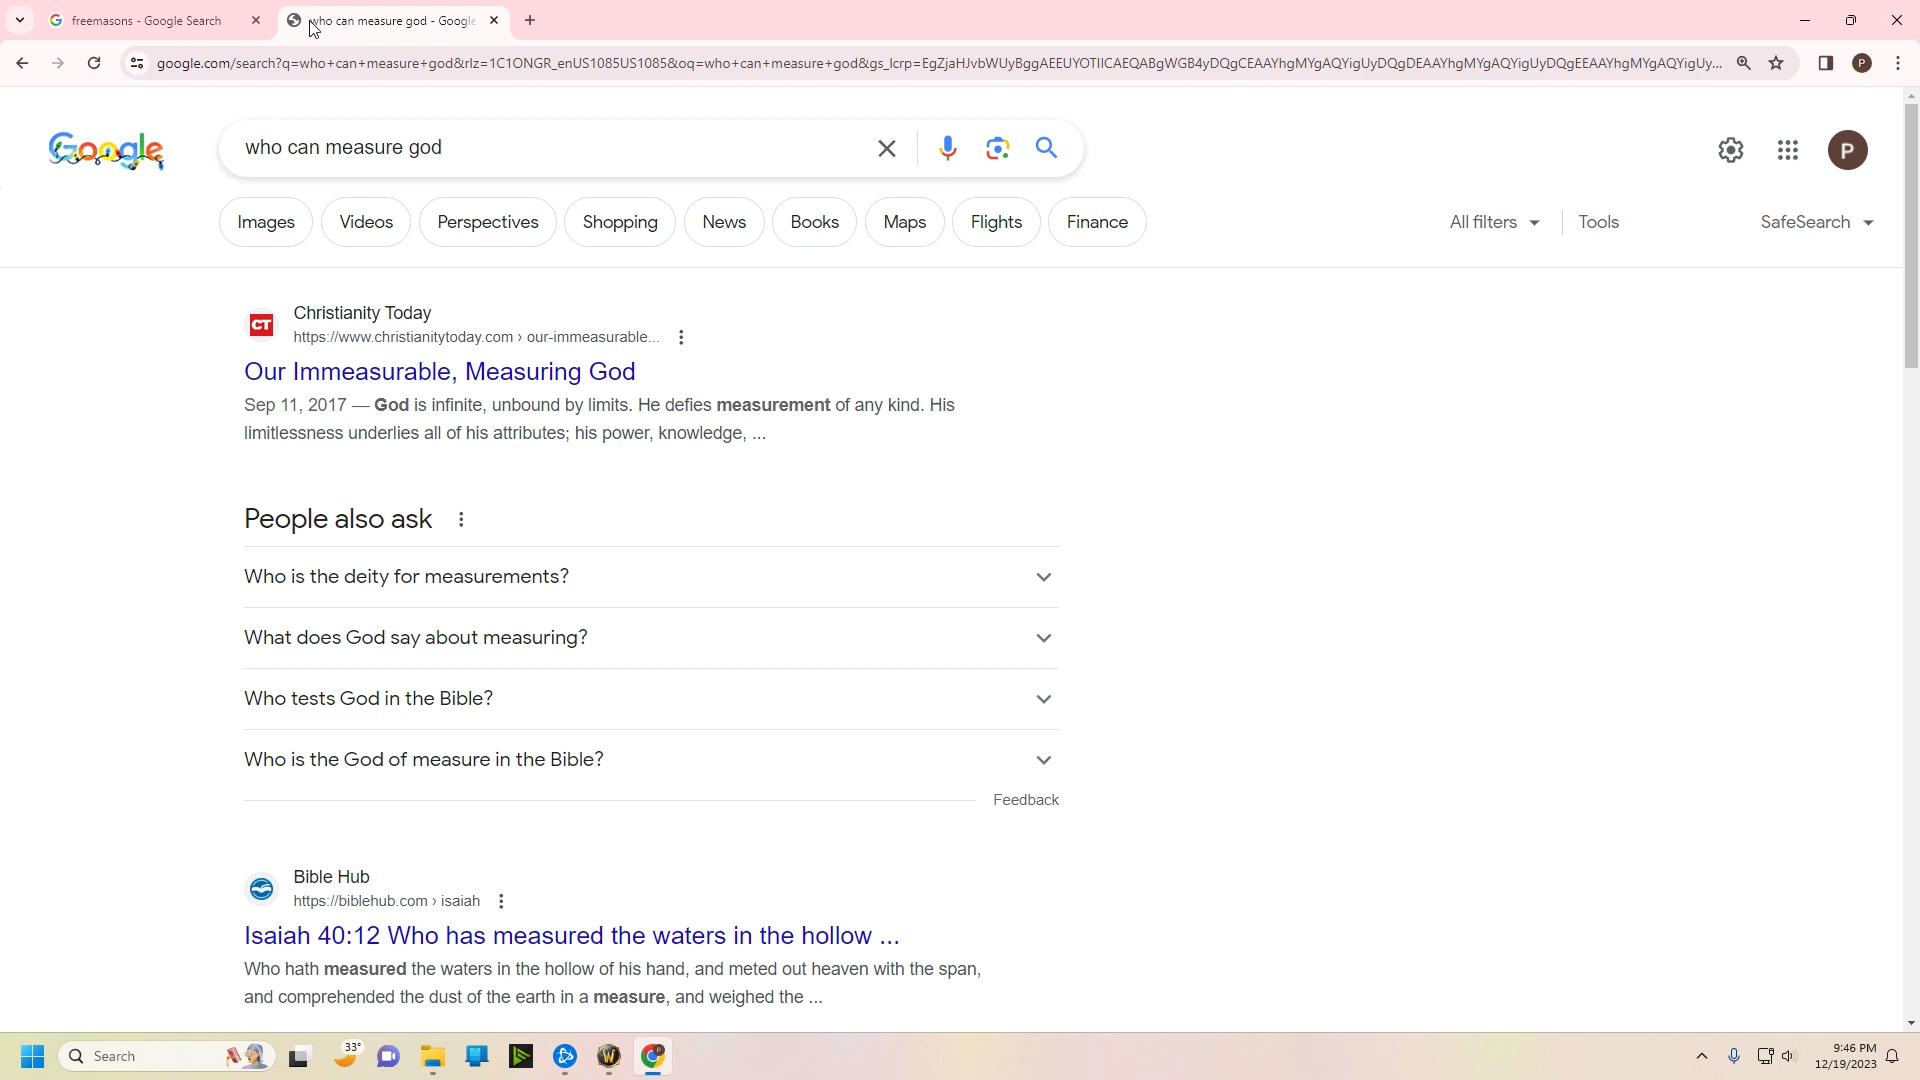 freemasons - Google Search
who can measure god - Google
google.com/search?q=who+can+measure+god&rlz=1C1ONGR_enUS1085US1085&oq=who+can+measure+god&gs_lcrp=EgZjaHJvbWUyBggAEEUYOTIICAEQABgWGB4yDQgCEAAYhgMYgAQYigUyDQgDEAAYhgMYgAQYigUyDQgEEAAYhgMYgAQYigUy...
P
Google
who can measure god
P
Images
Videos
Perspectives
Shopping
News
Books
Maps
Flights
Finance
All filters
Tools
SafeSearch
CT
Christianity Today
https://www.christianitytoday.com › our-immeasurable...
Our Immeasurable, Measuring God
Sep 11, 2017 — God is infinite, unbound by limits. He defies measurement of any kind. His
limitlessness underlies all of his attributes; his power, knowledge, ...
People also ask
Who is the deity for measurements?
What does God say about measuring?
Who tests God in the Bible?
Who is the God of measure in the Bible?
Feedback
Bible Hub
https://biblehub.com › isaiah
Isaiah 40:12 Who has measured the waters in the hollow ...
Who hath measured the waters in the hollow of his hand, and meted out heaven with the span,
and comprehended the dust of the earth in a measure, and weighed the ...
Search
33°
9:46 PM
12/19/2023